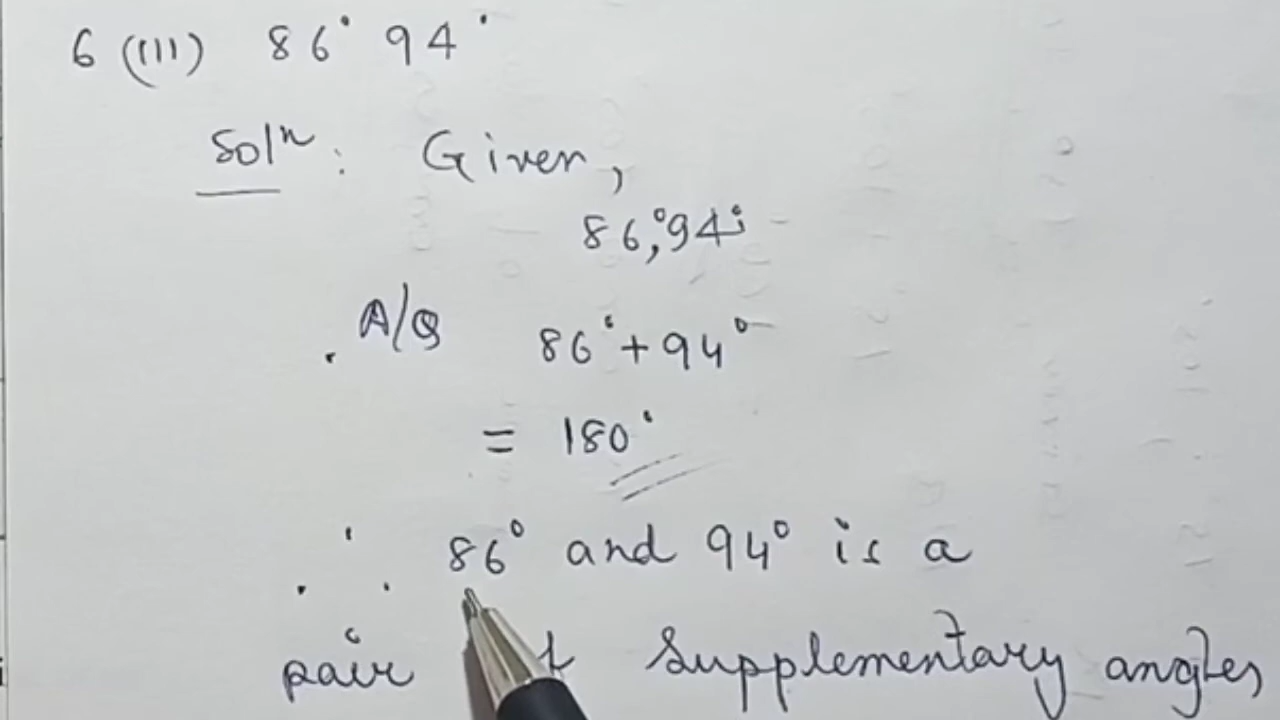 6 (III) 86° 94°
Solⁿ: Given,
86°, 94°
A/Q 86° + 94°
= 180°
∴ 86° and 94° is a
pair supplementary angles